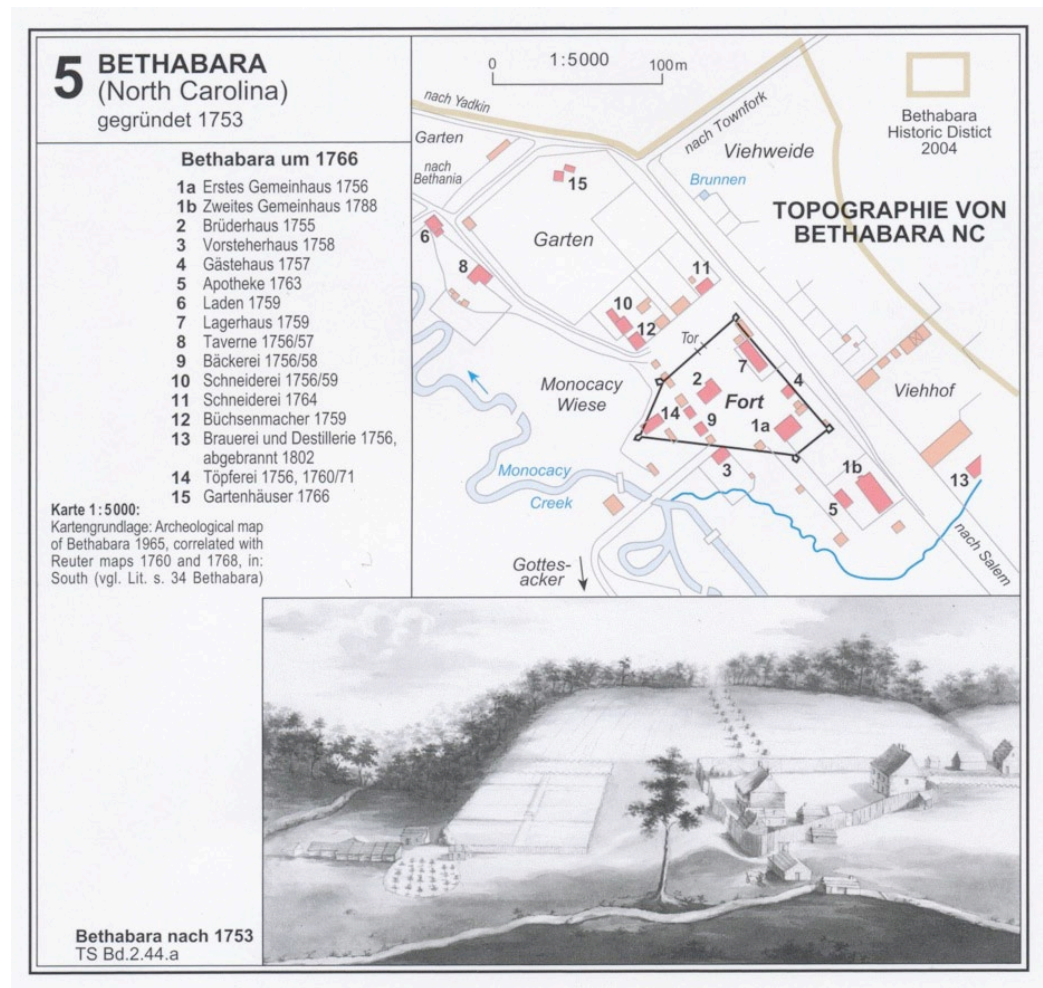 5 BETHABARA
(North Carolina)
gegründet 1753
Bethabara um 1766
1a Erstes Gemeinhaus 1756
1b Zweites Gemeinhaus 1788
2 Brüderhaus 1755
3 Vorsteherhaus 1758
4 Gästehaus 1757
5 Apotheke 1763
6 Laden 1759
7 Lagerhaus 1759
8 Taverne 1756/57
9 Bäckerei 1756/58
10 Schneiderei 1756/59
11 Schneiderei 1764
12 Büchsenmacher 1759
13 Brauerei und Destillerie 1756,
abgebrannt 1802
14 Töpferei 1756, 1760/71
15 Gartenhäuser 1766
Karte 1:5000:
Kartengrundlage: Archeological map
of Bethabara 1965, correlated with
Reuter maps 1760 and 1768, in:
South (vgl. Lit. s. 34 Bethabara)
0 1:5000 100m
nach Yadkin
nach Townfork
Garten
nach
Bethania
Viehweide
Brunnen
Bethabara
Historic Distict
2004
TOPOGRAPHIE VON
BETHABARA NC
15
6
Garten
8
11
10
12
Tor
7
Monocacy
Wiese
2
4
Fort
Viehhof
14
9
1a
3
Monocacy
Creek
1b
5
13
nach Salem
Gottes-
acker
Bethabara nach 1753
TS Bd.2.44.a